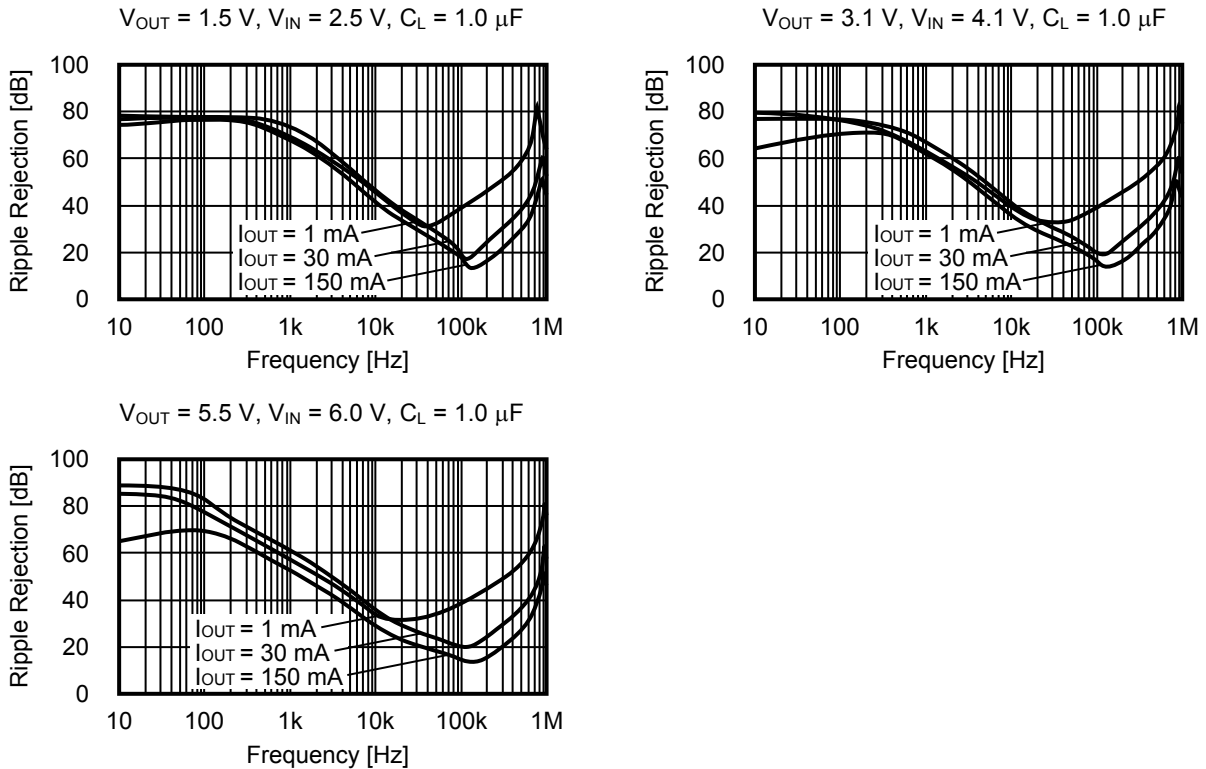 VOUT = 1.5 V, VIN = 2.5 V, CL = 1.0 μF
Ripple Rejection [dB]
100
80
60
40
20
0
IOUT = 1 mA
IOUT = 30 mA
IOUT = 150 mA
10 100 1k 10k 100k 1M
Frequency [Hz]
VOUT = 3.1 V, VIN = 4.1 V, CL = 1.0 μF
Ripple Rejection [dB]
100
80
60
40
20
0
IOUT = 1 mA
IOUT = 30 mA
IOUT = 150 mA
10 100 1k 10k 100k 1M
Frequency [Hz]
VOUT = 5.5 V, VIN = 6.0 V, CL = 1.0 μF
Ripple Rejection [dB]
100
80
60
40
20
0
IOUT = 1 mA
IOUT = 30 mA
IOUT = 150 mA
10 100 1k 10k 100k 1M
Frequency [Hz]